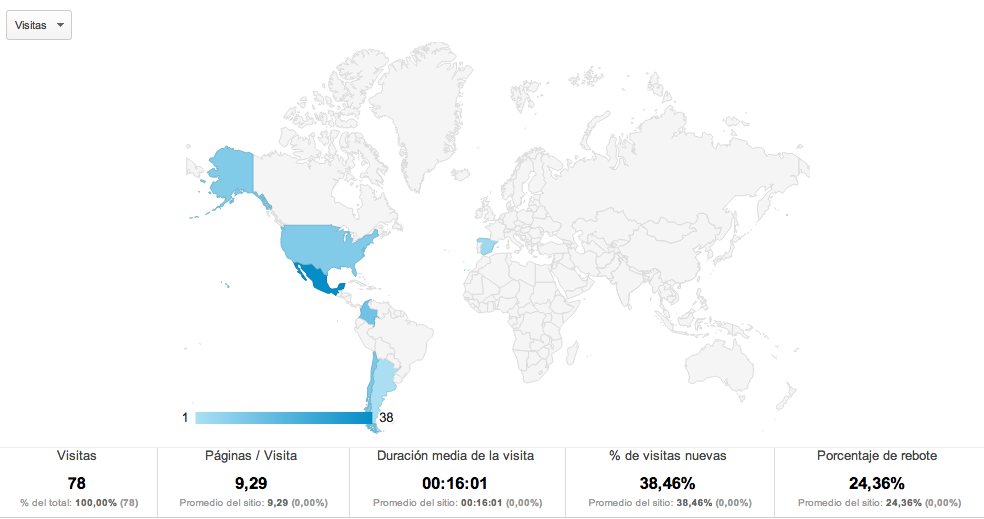 Visitas
1 38
Visitas
78
% del total: 100,00% (78)
Páginas / Visita
9,29
Promedio del sitio: 9,29 (0,00%)
Duración media de la visita
00:16:01
Promedio del sitio: 00:16:01 (0,00%)
% de visitas nuevas
38,46%
Promedio del sitio: 38,46% (0,00%)
Porcentaje de rebote
24,36%
Promedio del sitio: 24,36% (0,00%)